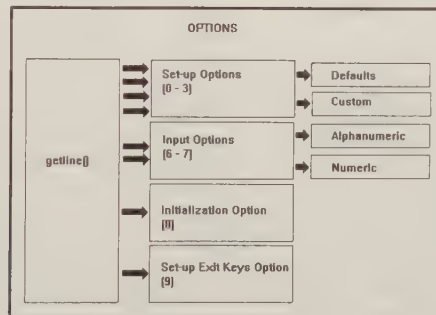 OPTIONS
getline()
Set-up Options
(0 - 3)
Defaults
Custom
Input Options
(6 - 7)
Alphanumeric
Numeric
Initialization Option
Set-up Exit Keys Option
(9)